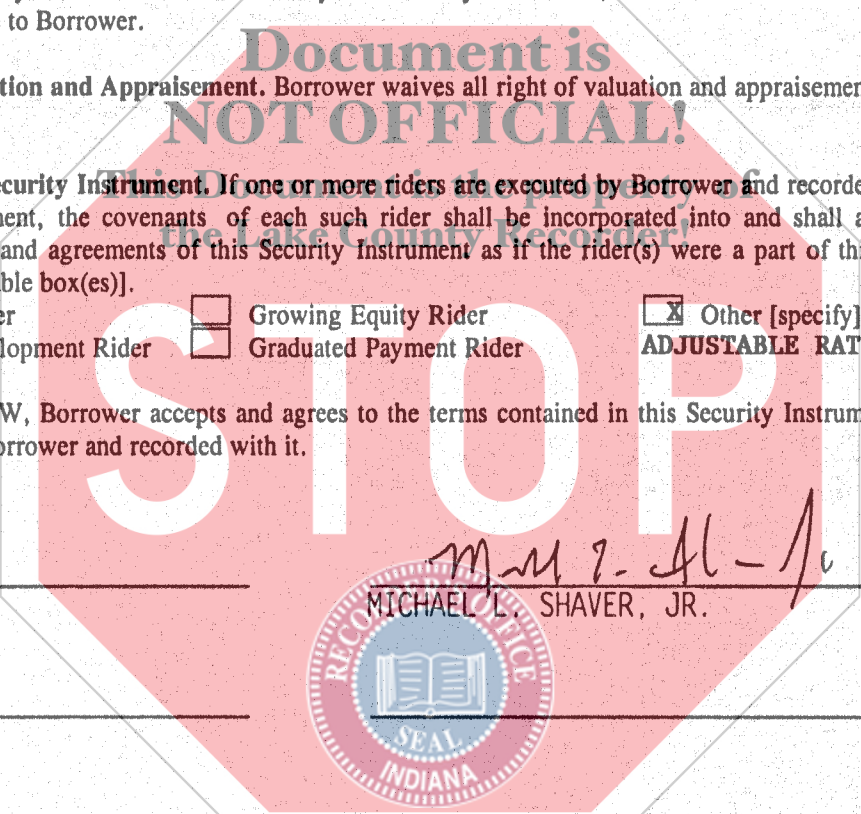 to Borrower.
Document is
tion and Appraisement. Borrower waives all right of valuation and appraisemen
NOT OFFICIAL!
This Document is the property of
ecurity Instrument. If one or more riders are executed by Borrower and recorde
ent, the covenants of each such rider shall be incorporated into and shall a
the Lake County Recorder!
and agreements of this Security Instrument as if the rider(s) were a part of thi
ble box(es)].
er Growing Equity Rider X Other [specify]
lopment Rider Graduated Payment Rider ADJUSTABLE RAT
W, Borrower accepts and agrees to the terms contained in this Security Instrum
orrower and recorded with it.
STOP
MICHAEL L. SHAVER, JR.
RECORDER'S OFFICE
SEAL
INDIANA